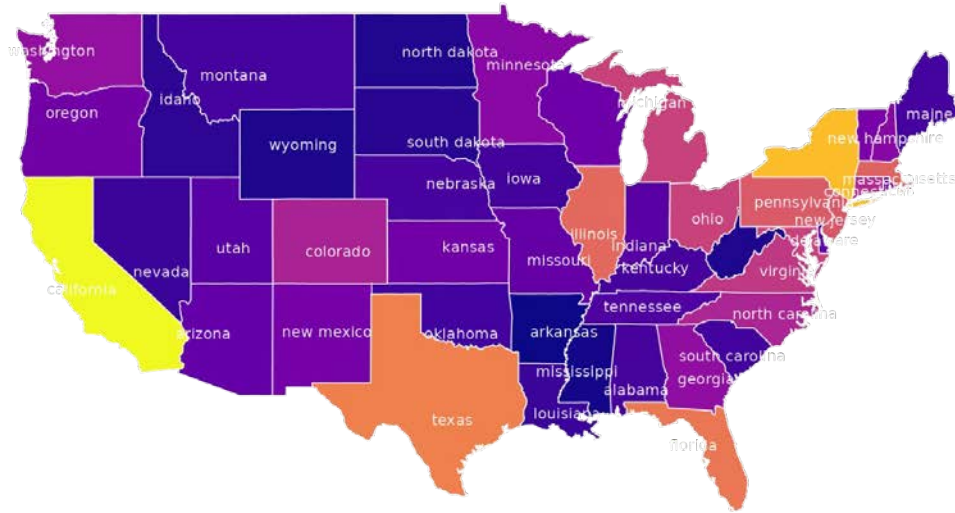 washington
north dakota
minnesota
montana
idaho
oregon
michigan
maine
new hampshire
wyoming
south dakota
massachusetts
nebraska
iowa
connecticut
pennsylvania
ohio
new jersey
illinois
delaware
utah
colorado
kansas
indiana
nevada
missouri
kentucky
virginia
california
tennessee
north carolina
arizona
new mexico
oklahoma
arkansas
south carolina
mississippi
georgia
alabama
louisiana
texas
florida